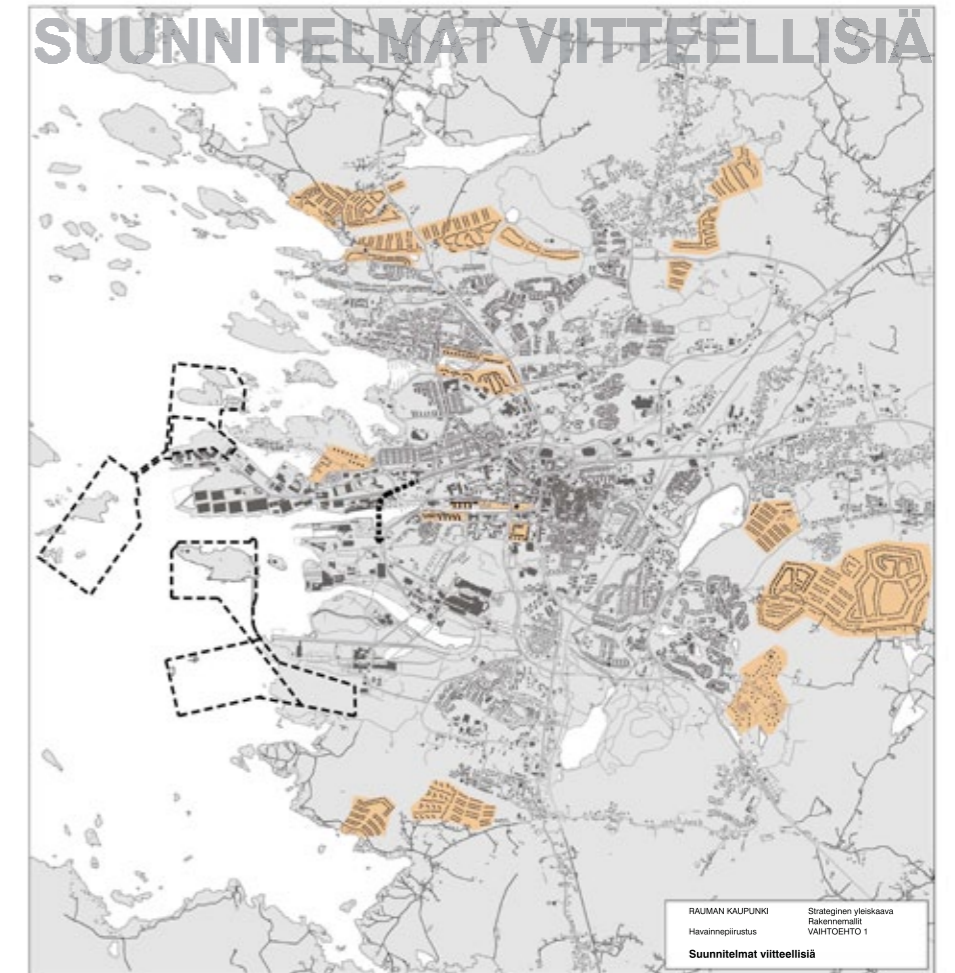 SUUNNITELMAT VIITTEELLISIÄ
RAUMAN KAUPUNKI Strateginen yleiskaava
Rakennemallit
Havainnepiirustus VAIHTOEHTO 1
Suunnitelmat viitteellisiä